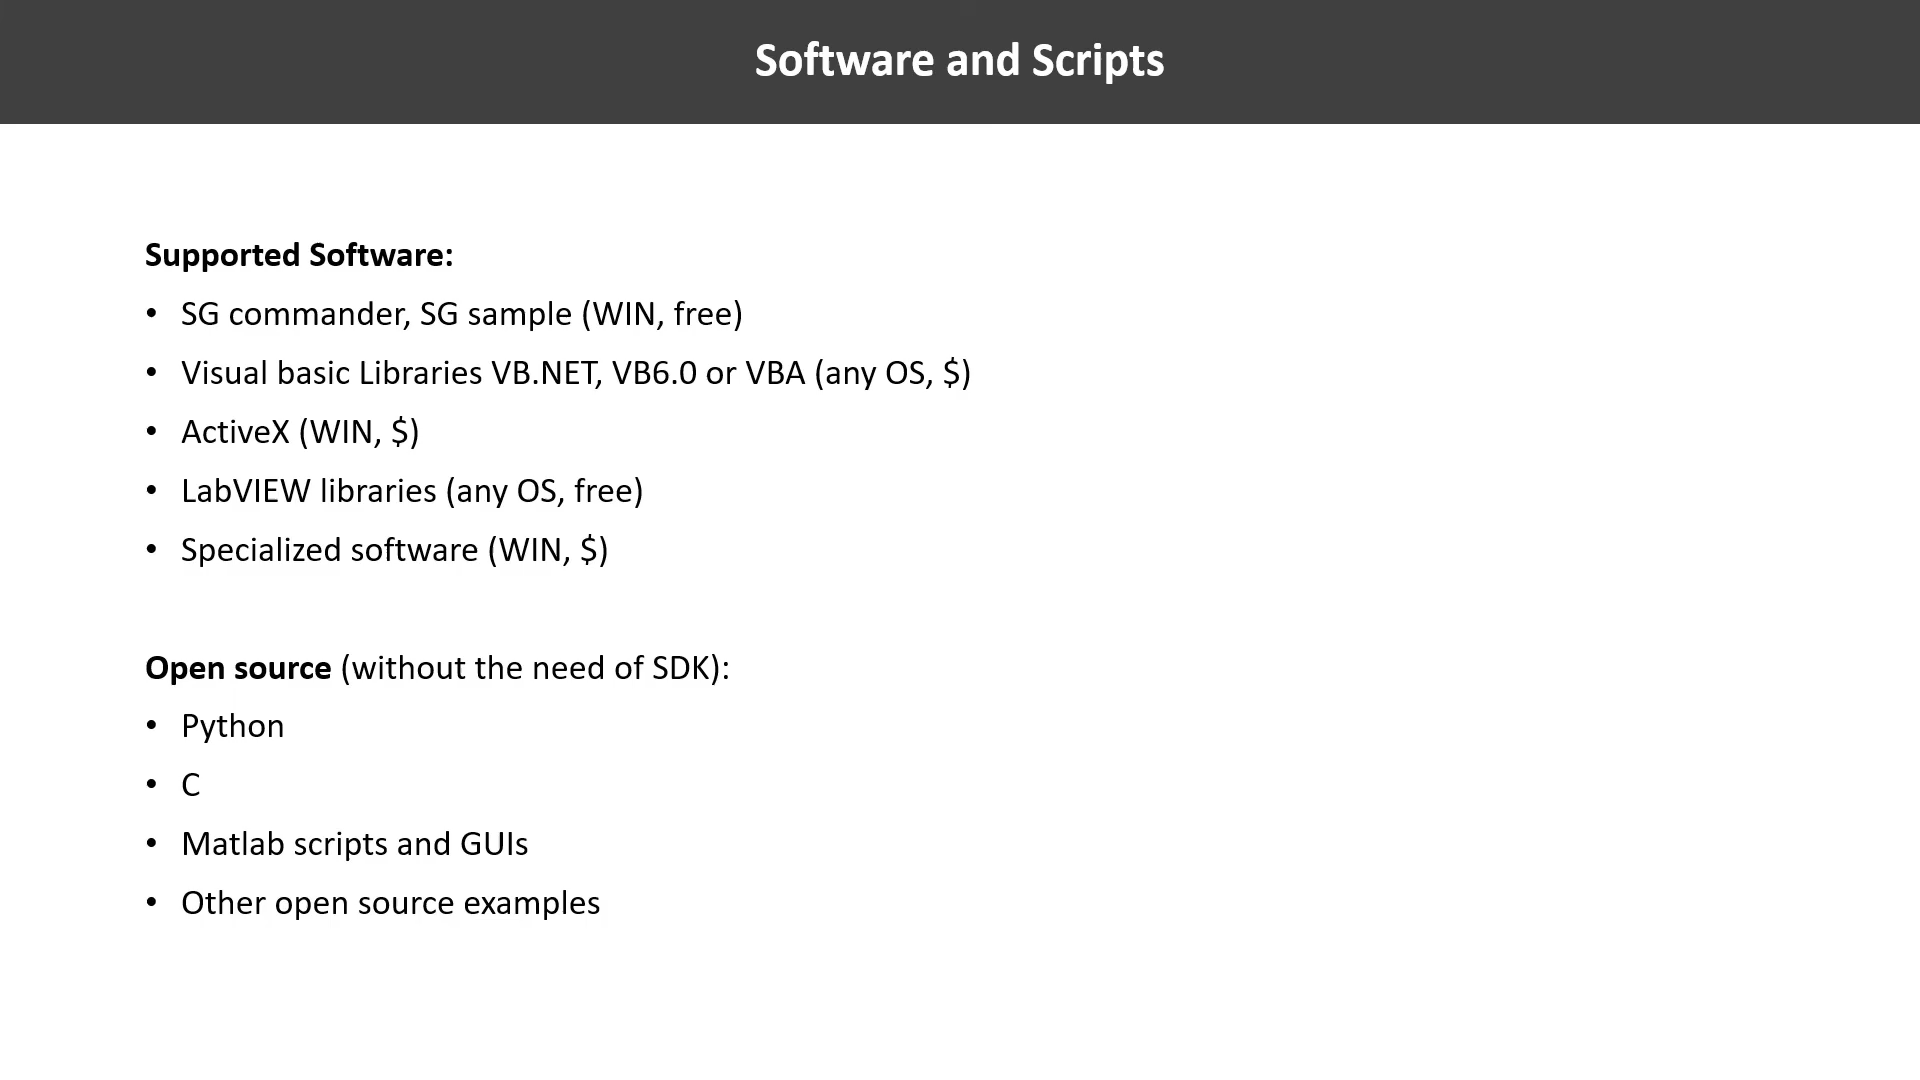 Software and Scripts
Supported Software:
• SG commander, SG sample (WIN, free)
• Visual basic Libraries VB.NET, VB6.0 or VBA (any OS, $)
• ActiveX (WIN, $)
• LabVIEW libraries (any OS, free)
• Specialized software (WIN, $)
Open source (without the need of SDK):
• Python
• C
• Matlab scripts and GUIs
• Other open source examples